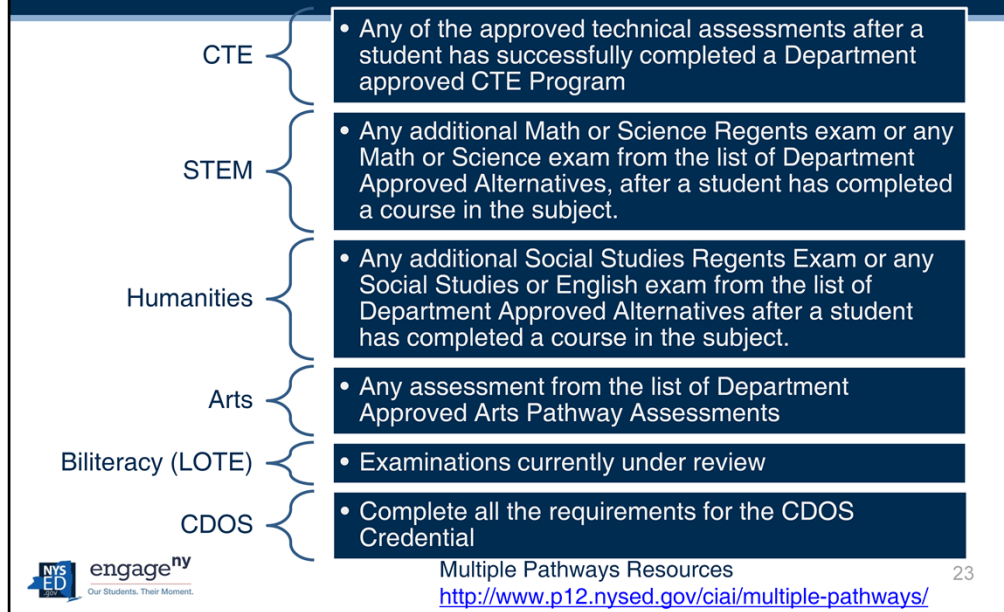 CTE
• Any of the approved technical assessments after a
student has successfully completed a Department
approved CTE Program
STEM
• Any additional Math or Science Regents exam or any
Math or Science exam from the list of Department
Approved Alternatives, after a student has completed
a course in the subject.
Humanities
• Any additional Social Studies Regents Exam or any
Social Studies or English exam from the list of
Department Approved Alternatives after a student
has completed a course in the subject.
Arts
• Any assessment from the list of Department
Approved Arts Pathway Assessments
Biliteracy (LOTE)
• Examinations currently under review
CDOS
• Complete all the requirements for the CDOS
Credential
NYS
ED
.gov
engageny
Our Students. Their Moment.
Multiple Pathways Resources
23
http://www.p12.nysed.gov/ciai/multiple-pathways/